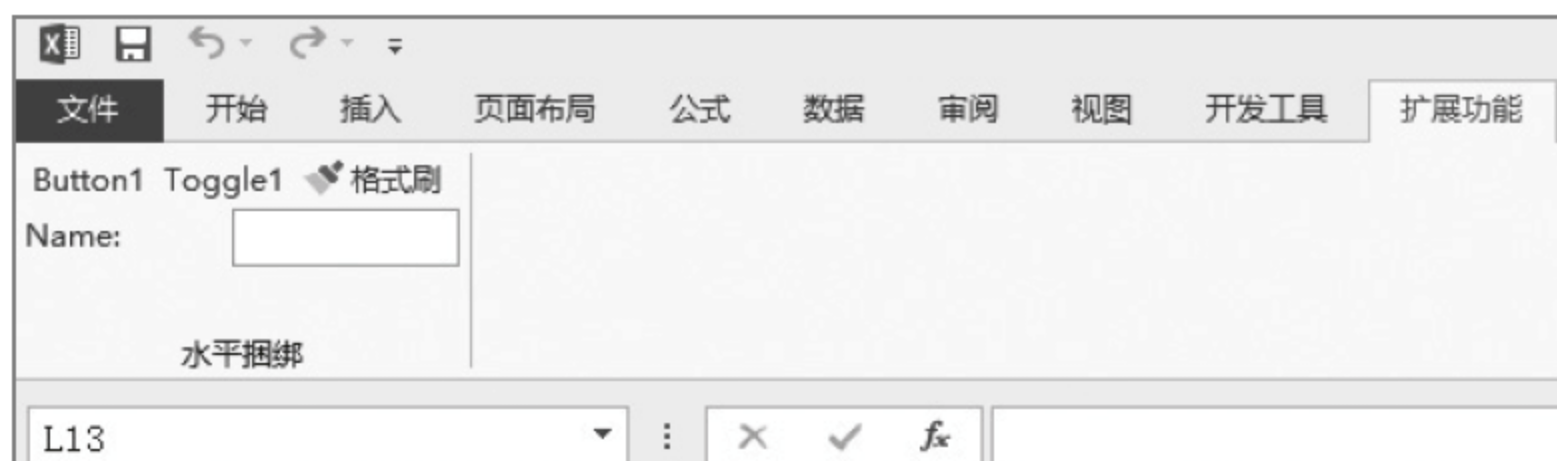 文件 开始 插入 页面布局 公式 数据 审阅 视图 开发工具 扩展功能
Button1 Toggle1 格式刷
Name:
水平捆绑
L13 fx